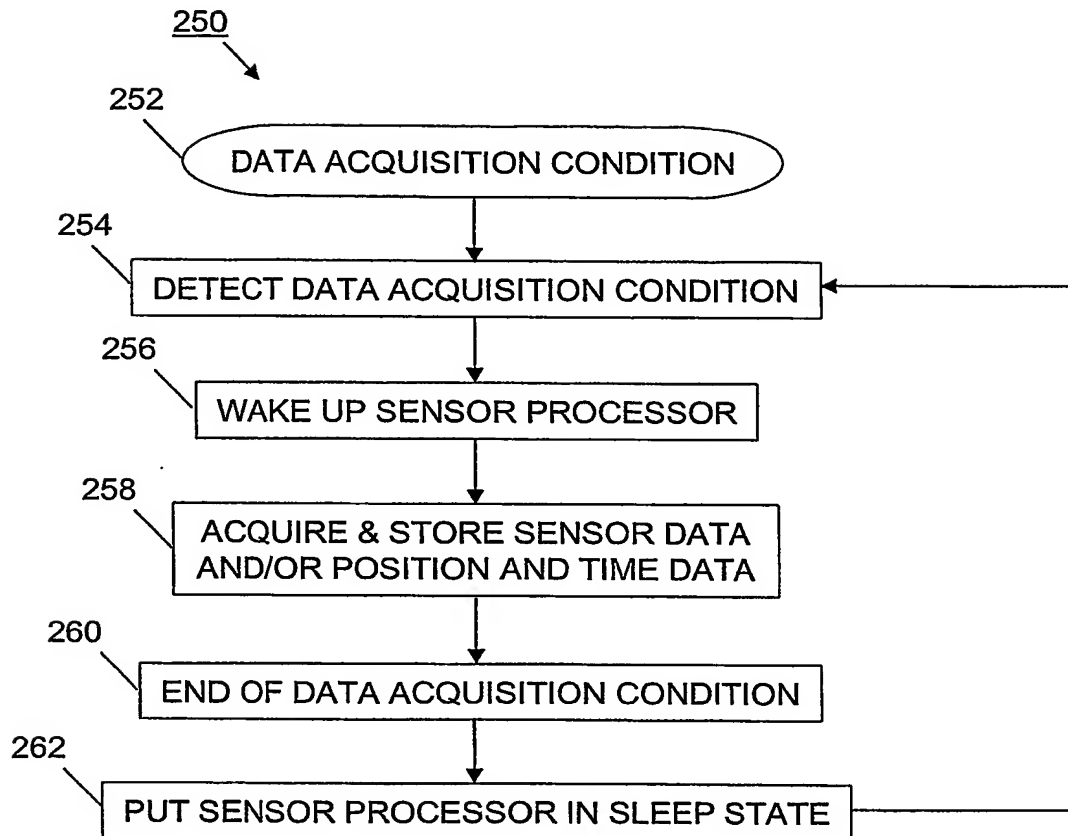 250
252
DATA ACQUISITION CONDITION
254
DETECT DATA ACQUISITION CONDITION
256
WAKE UP SENSOR PROCESSOR
258
ACQUIRE & STORE SENSOR DATA
AND/OR POSITION AND TIME DATA
260
END OF DATA ACQUISITION CONDITION
262
PUT SENSOR PROCESSOR IN SLEEP STATE